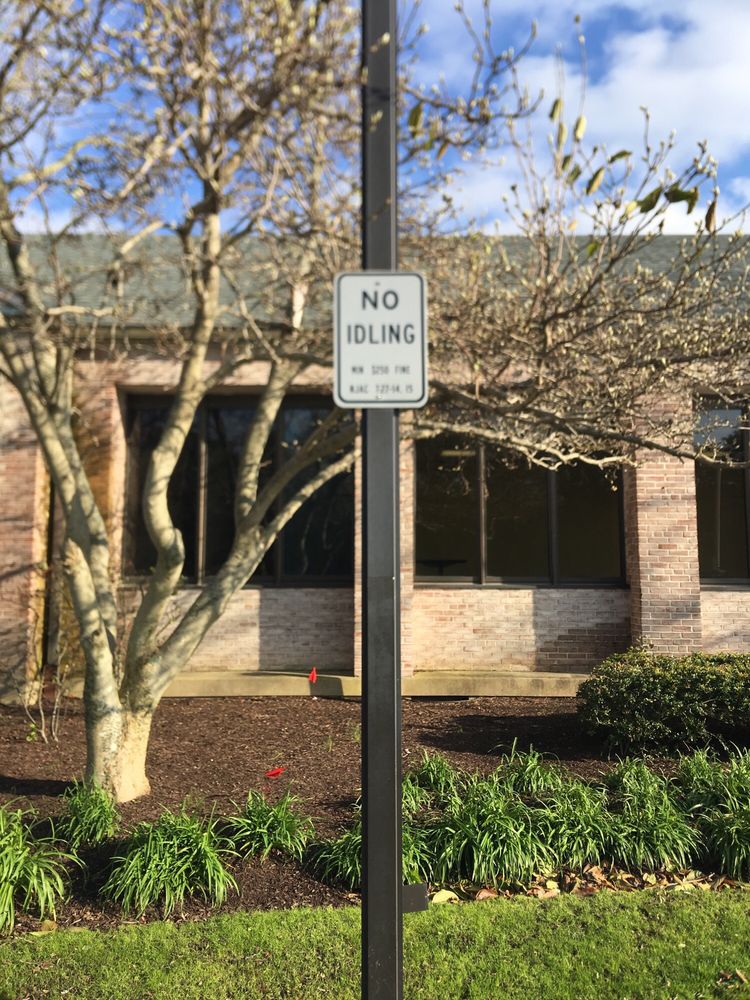 NO
IDLING
MIN $250 FINE
NJAC 7:27-14, 15